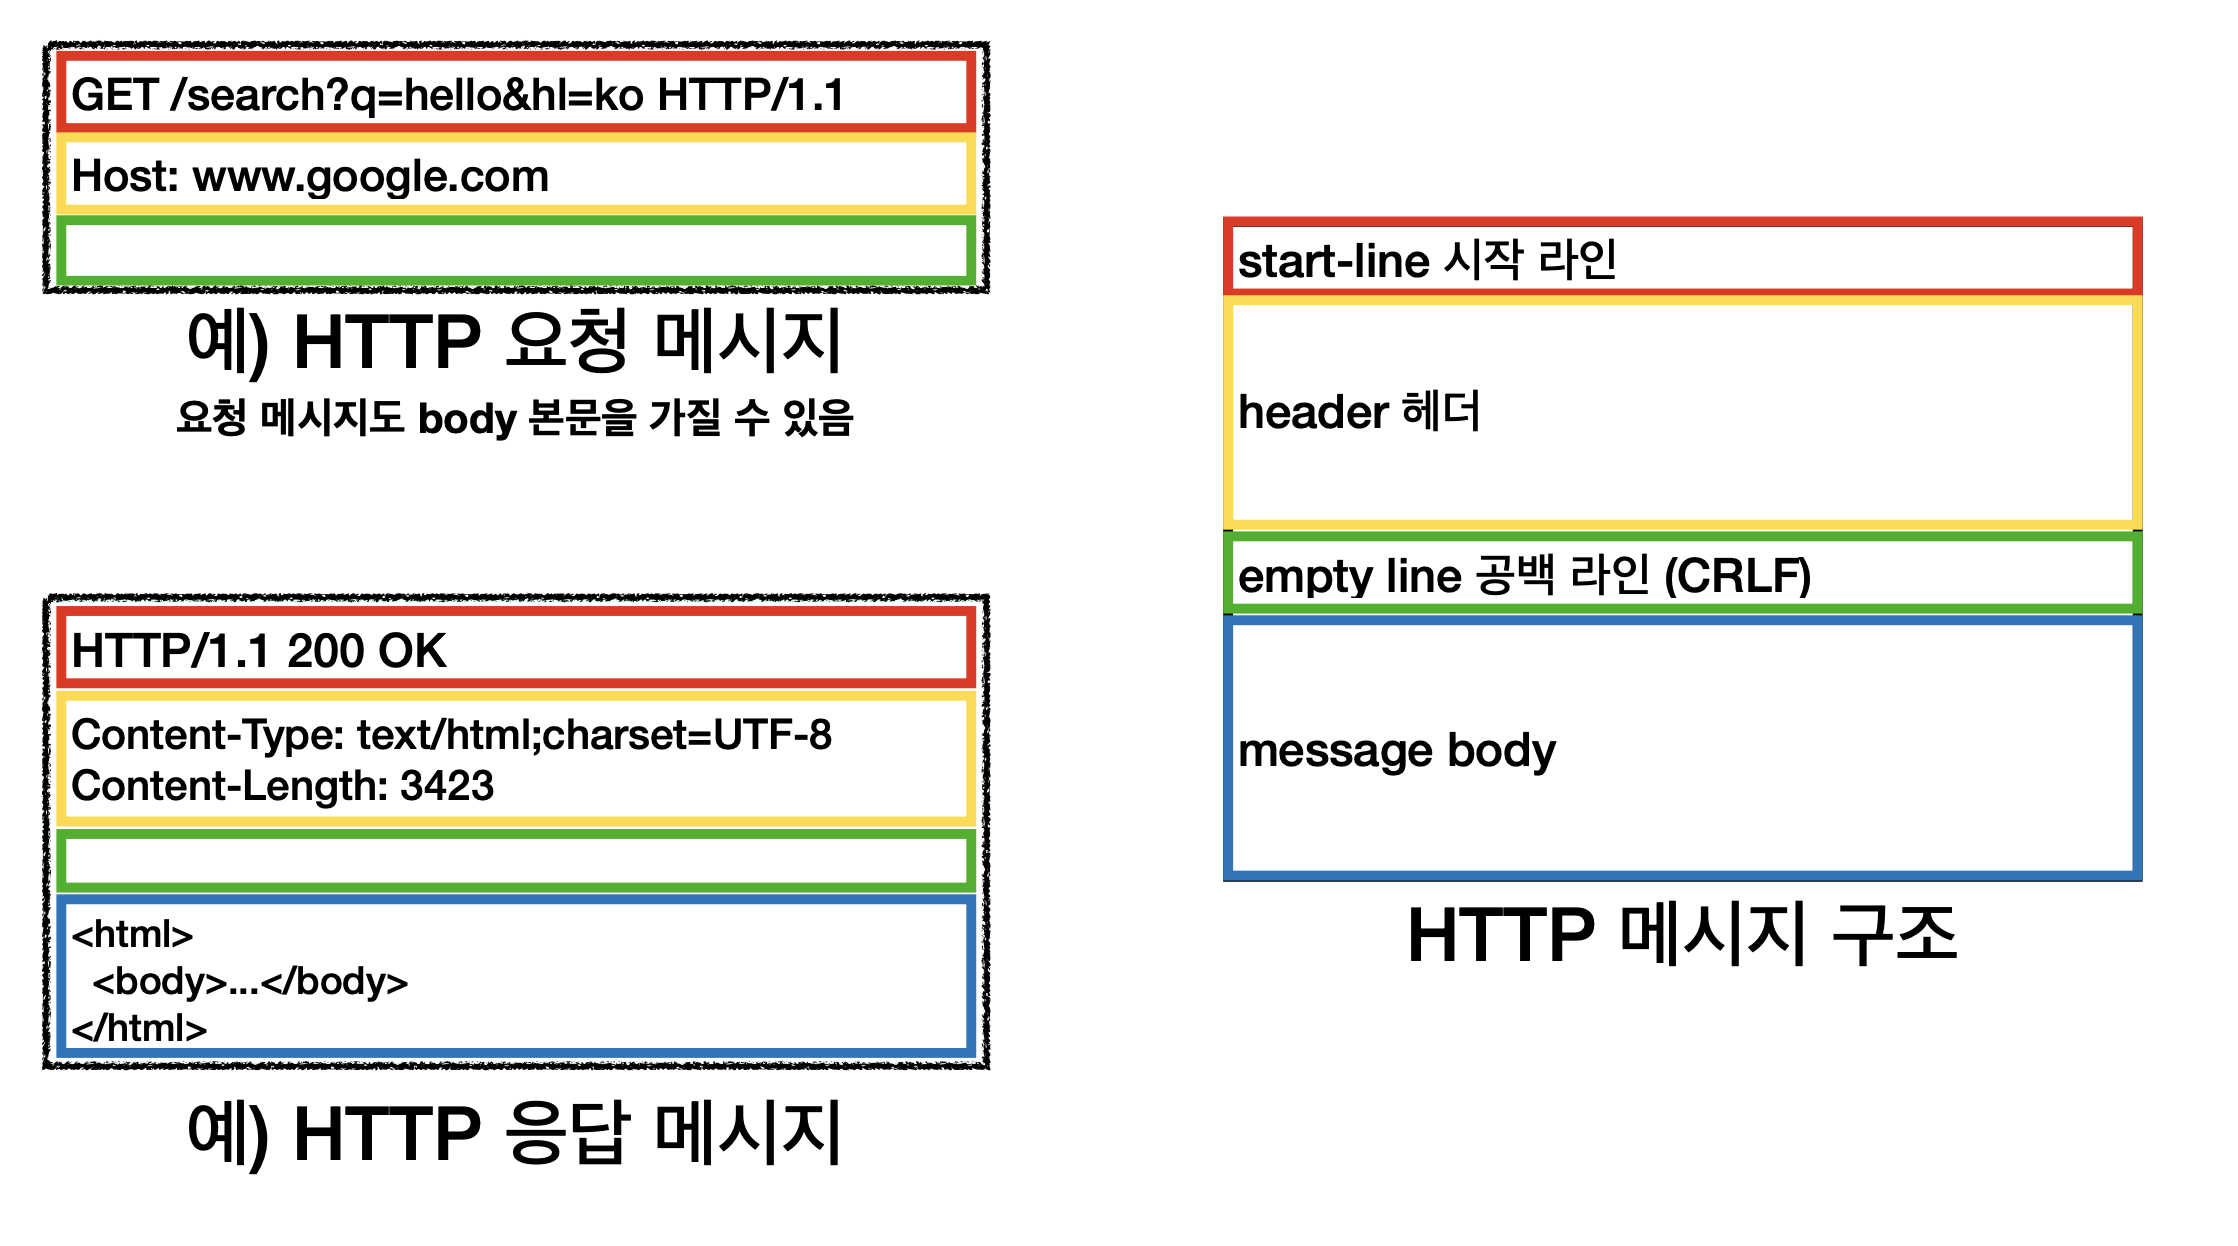 GET /search?q=hello&hl=ko HTTP/1.1
Host: www.google.com
예) HTTP 요청 메시지
요청 메시지도 body 본문을 가질 수 있음
HTTP/1.1 200 OK
Content-Type: text/html;charset=UTF-8
Content-Length: 3423
<html>
  <body>...</body>
</html>
예) HTTP 응답 메시지
start-line 시작 라인
header 헤더
empty line 공백 라인 (CRLF)
message body
HTTP 메시지 구조